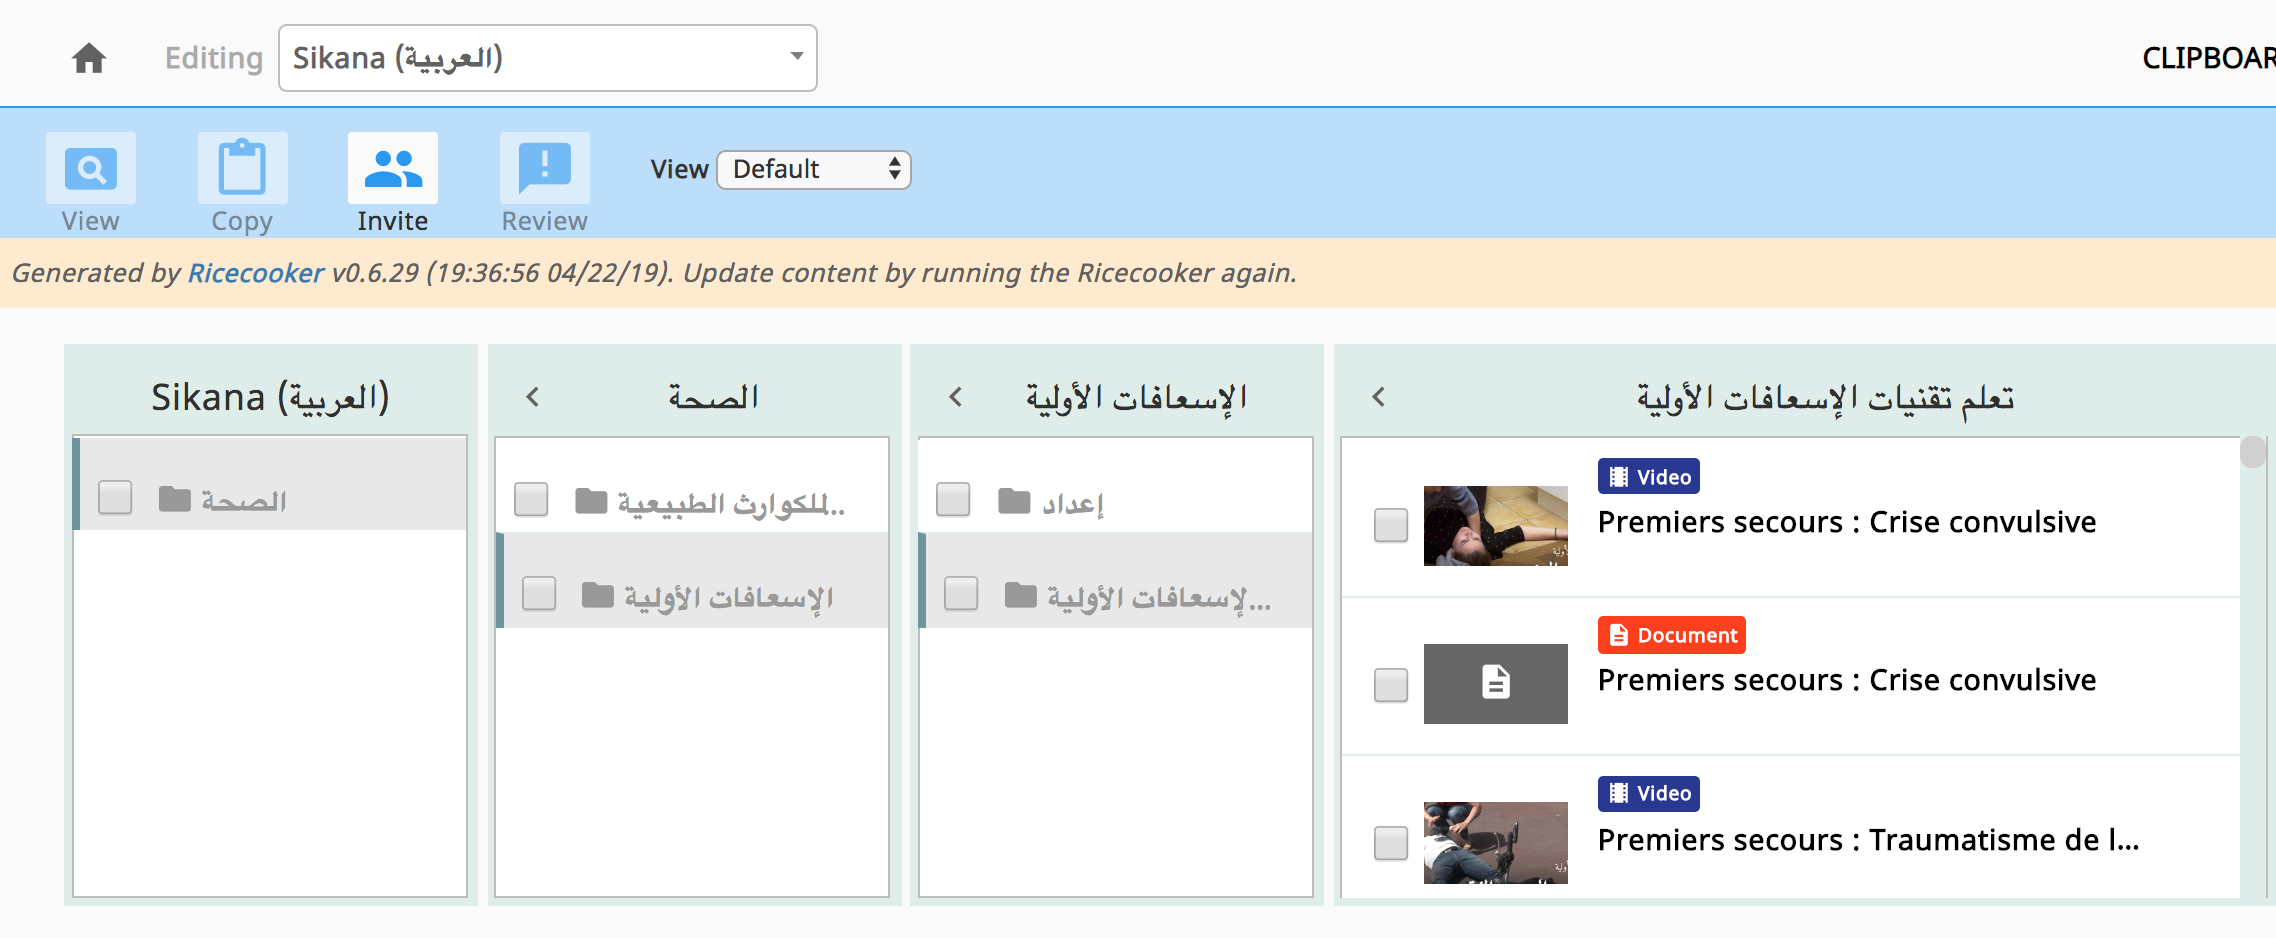 Editing Sikana (العربية) CLIPBOAR
View Copy Invite Review View Default
Generated by Ricecooker v0.6.29 (19:36:56 04/22/19). Update content by running the Ricecooker again.
Sikana (العربية)
الصحة
الصحة
للكوارث الطبيعية..
الإسعافات الأولية
الإسعافات الأولية
إعداد
لإسعافات الأولية...
تعلم تقنيات الإسعافات الأولية
Video
Premiers secours : Crise convulsive
Document
Premiers secours : Crise convulsive
Video
Premiers secours : Traumatisme de l...